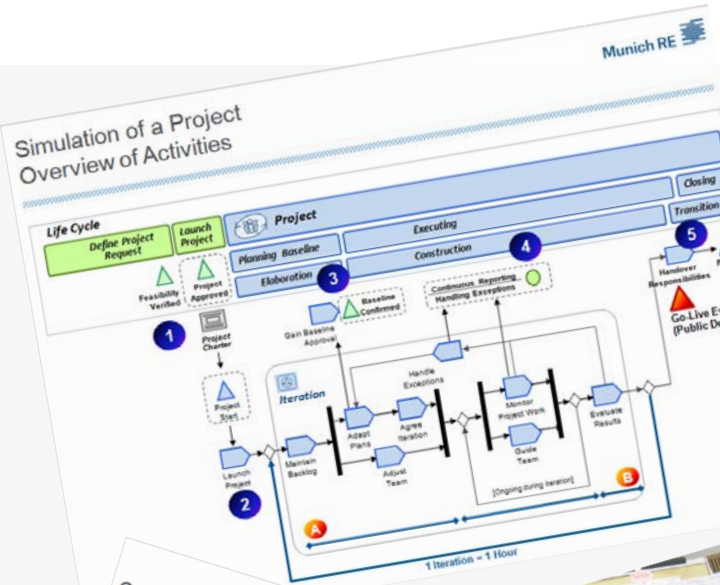 Munich RE
Simulation of a Project
Overview of Activities
Life Cycle
Define Project
Request
Launch
Project
Project
Planning Baseline
Executing
Closing
Elaboration
Construction
Transition
Feasibility
Verified
Project
Approved
1
Project
Charter
3
Gain Baseline
Approval
Baseline
Confirmed
4
Continuous Reporting
Handling Exceptions
5
Handover
Responsibilities
Go-Live
(Public
Project
Start
Launch
Project
2
Iteration
Maintain
Backlog
Adapt
Plans
Agree
Iteration
Adjust
Team
Handle
Exceptions
Monitor
Project Work
Guide
Team
Evaluate
Results
[Ongoing during iteration]
A
B
1 Iteration = 1 Hour